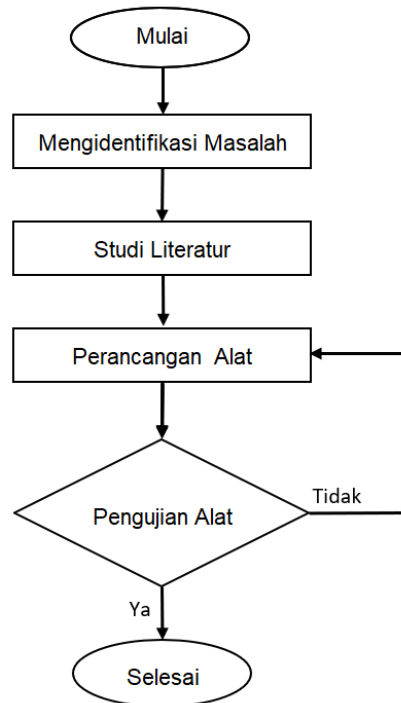 Mulai
Mengidentifikasi Masalah
Studi Literatur
Perancangan Alat
Pengujian Alat
Tidak
Ya
Selesai